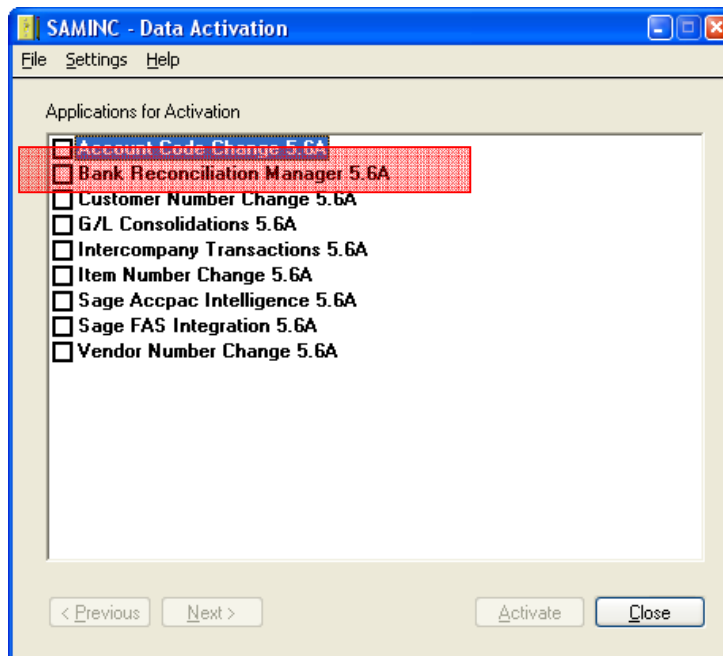 SAMINC - Data Activation
File Settings Help
Applications for Activation
Account Code Change 5.6A
Bank Reconciliation Manager 5.6A
Customer Number Change 5.6A
G/L Consolidations 5.6A
Intercompany Transactions 5.6A
Item Number Change 5.6A
Sage Accpac Intelligence 5.6A
Sage FAS Integration 5.6A
Vendor Number Change 5.6A
< Previous Next > Activate Close